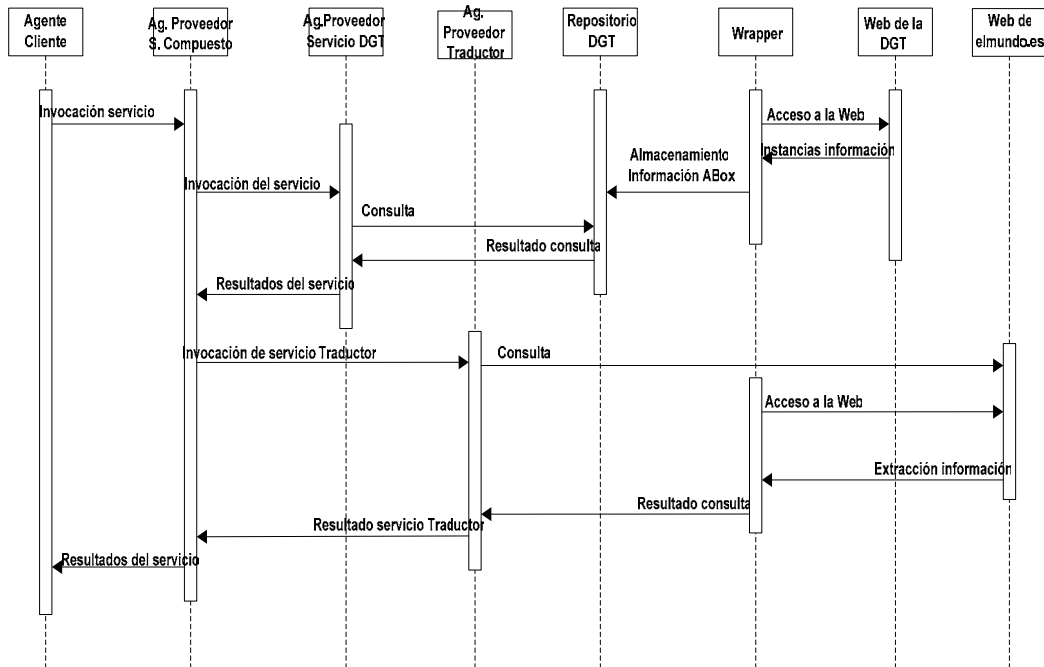 Agente
Cliente
Ag. Proveedor
S. Compuesto
Ag.Proveedor
Servicio DGT
Ag.
Proveedor
Traductor
Repositorio
DGT
Wrapper
Web de la
DGT
Web de
elmundo.es
Invocación servicio
Acceso a la Web
Instancias información
Almacenamiento
Información ABox
Invocación del servicio
Consulta
Resultado consulta
Resultados del servicio
Invocación de servicio Traductor
Consulta
Acceso a la Web
Extracción información
Resultado consulta
Resultado servicio Traductor
Resultados del servicio